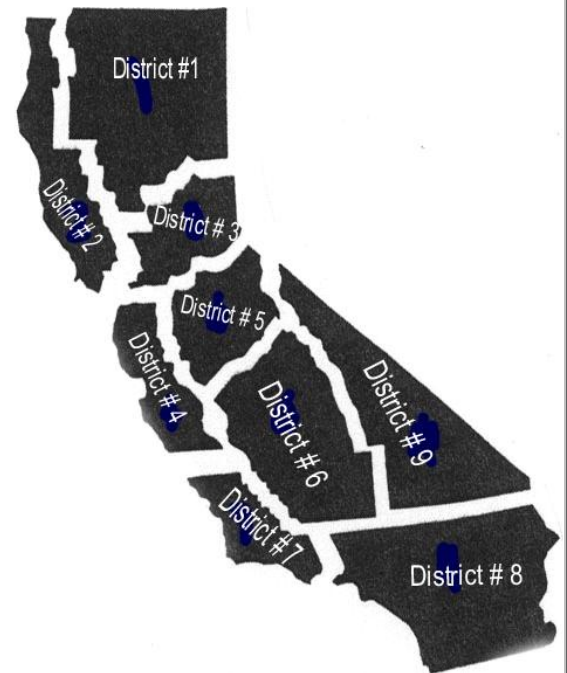 District #1
District # 2
District # 3
District # 5
District # 4
District # 6
District # 9
District # 7
District # 8